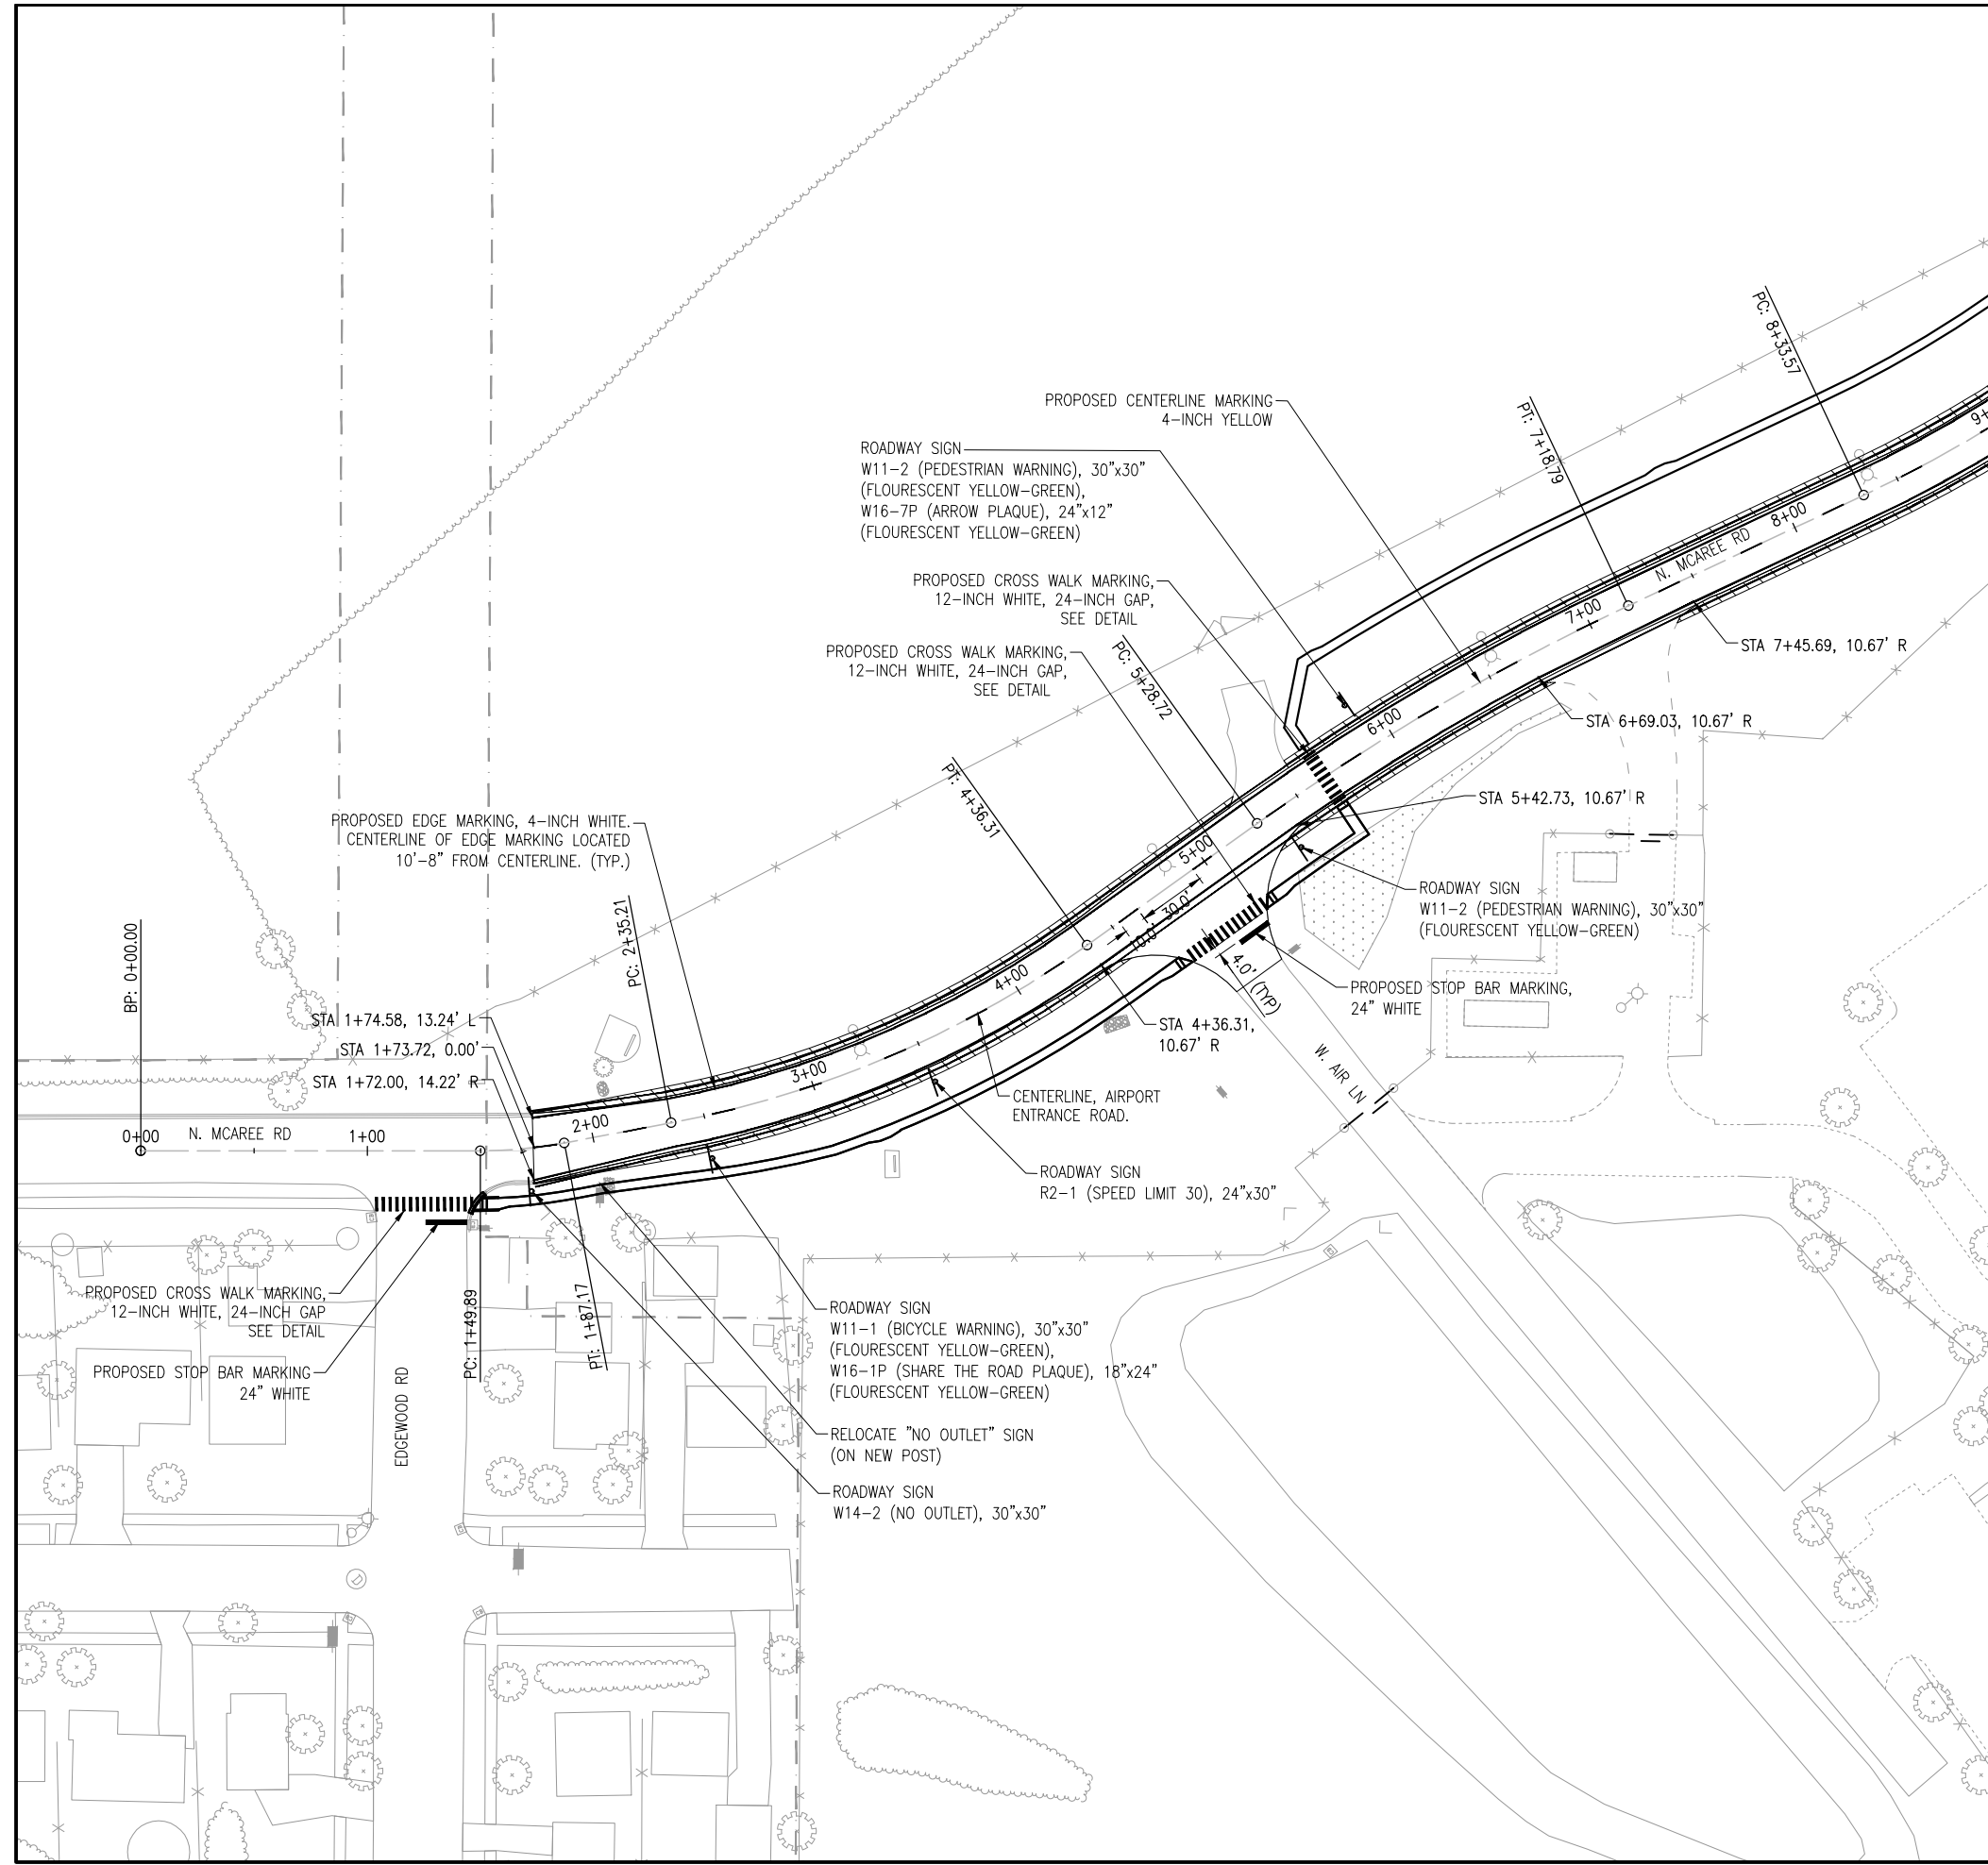 PC: 8+33.57
PROPOSED CENTERLINE MARKING
4-INCH YELLOW
PT: 7+18.79
ROADWAY SIGN
W11-2 (PEDESTRIAN WARNING), 30"x30"
(FLOURESCENT YELLOW-GREEN),
W16-7P (ARROW PLAQUE), 24"x12"
(FLOURESCENT YELLOW-GREEN)
9+
8+00
N. MCAREE RD
7+00
PROPOSED CROSS WALK MARKING,
12-INCH WHITE, 24-INCH GAP,
SEE DETAIL
STA 7+45.69, 10.67' R
PROPOSED CROSS WALK MARKING,
12-INCH WHITE, 24-INCH GAP,
SEE DETAIL
PC: 5+28.72
6+00
STA 6+69.03, 10.67' R
PT: 4+36.31
STA 5+42.73, 10.67' R
PROPOSED EDGE MARKING, 4-INCH WHITE.
CENTERLINE OF EDGE MARKING LOCATED
10'-8" FROM CENTERLINE. (TYP.)
5+00
30.0'
10.0'
ROADWAY SIGN
W11-2 (PEDESTRIAN WARNING), 30"x30"
(FLOURESCENT YELLOW-GREEN)
BP: 0+00.00
PC: 2+35.21
4+00
4.0' (TYP)
PROPOSED STOP BAR MARKING,
24" WHITE
STA 1+74.58, 13.24' L
STA 1+73.72, 0.00'
STA 1+72.00, 14.22' R
STA 4+36.31,
10.67' R
W. AIR LN
3+00
CENTERLINE, AIRPORT
ENTRANCE ROAD.
0+00
N. MCAREE RD
1+00
2+00
ROADWAY SIGN
R2-1 (SPEED LIMIT 30), 24"x30"
PROPOSED CROSS WALK MARKING,
12-INCH WHITE, 24-INCH GAP
SEE DETAIL
PROPOSED STOP BAR MARKING
24" WHITE
PC: 1+49.89
PT: 1+87.17
EDGEWOOD RD
ROADWAY SIGN
W11-1 (BICYCLE WARNING), 30"x30"
(FLOURESCENT YELLOW-GREEN),
W16-1P (SHARE THE ROAD PLAQUE), 18"x24"
(FLOURESCENT YELLOW-GREEN)
RELOCATE "NO OUTLET" SIGN
(ON NEW POST)
ROADWAY SIGN
W14-2 (NO OUTLET), 30"x30"
D